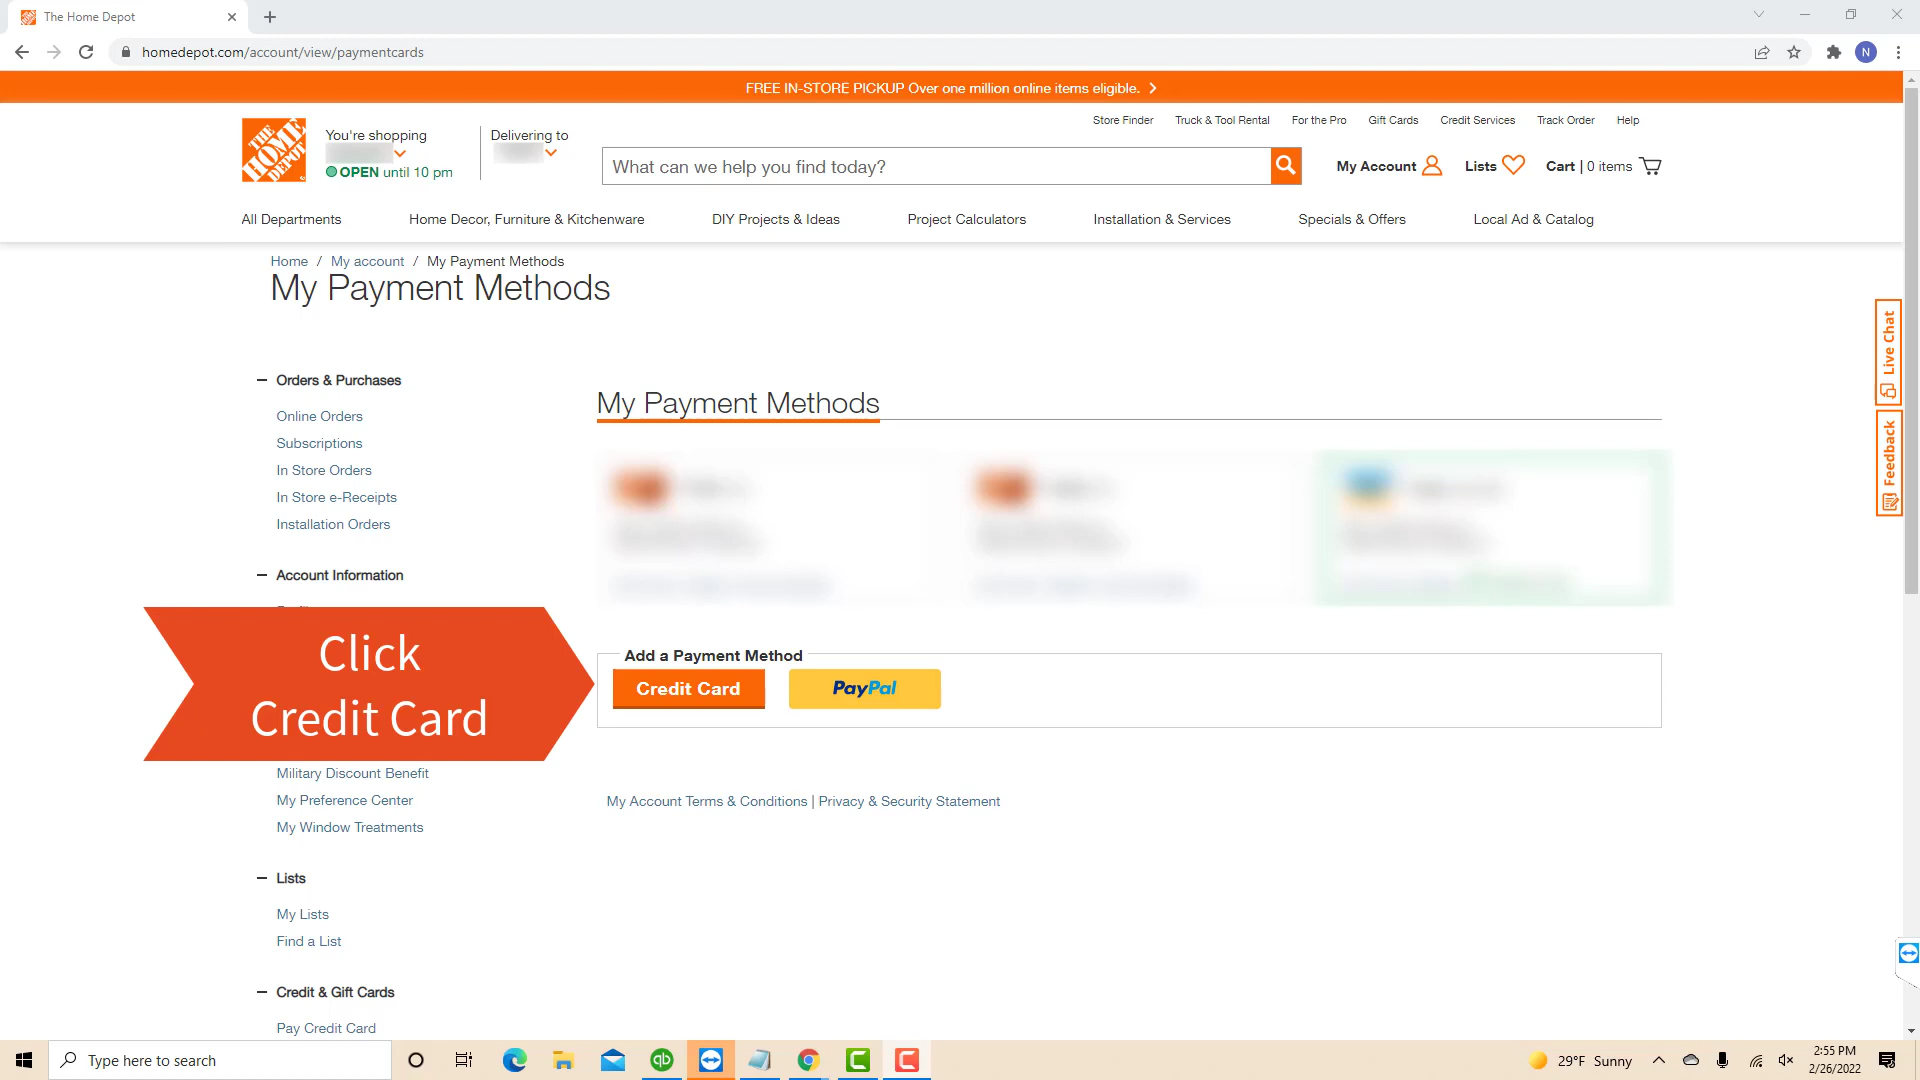 The Home Depot
homedepot.com/account/view/paymentcards
N
FREE IN-STORE PICKUP Over one million online items eligible.
Store Finder Truck & Tool Rental For the Pro Gift Cards Credit Services Track Order Help
THE HOME DEPOT
You're shopping
OPEN until 10 pm
Delivering to
What can we help you find today?
My Account Lists Cart | 0 items
All Departments Home Decor, Furniture & Kitchenware DIY Projects & Ideas Project Calculators Installation & Services Specials & Offers Local Ad & Catalog
Home / My account / My Payment Methods
My Payment Methods
Live Chat
Feedback
Orders & Purchases
Online Orders
Subscriptions
In Store Orders
In Store e-Receipts
Installation Orders
Account Information
Click
Credit Card
Military Discount Benefit
My Preference Center
My Window Treatments
Lists
My Lists
Find a List
Credit & Gift Cards
Pay Credit Card
My Payment Methods
Add a Payment Method
Credit Card PayPal
My Account Terms & Conditions | Privacy & Security Statement
Type here to search
qb
29°F Sunny
2:55 PM
2/26/2022